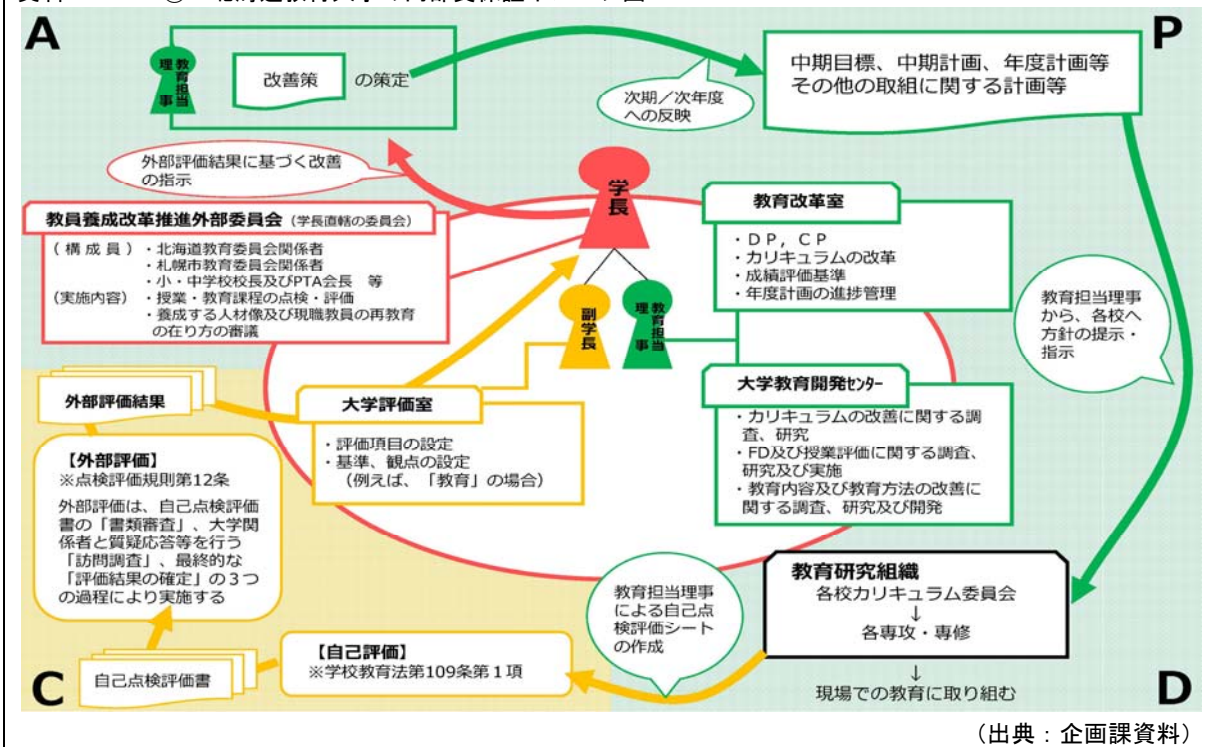 A
P
教育担当
理事
改善策
の策定
次期／次年度
への反映
中期目標、中期計画、年度計画等
その他の取組に関する計画等
外部評価結果に基づく改善
の指示
学長
教員養成改革推進外部委員会（学長直轄の委員会）
（構成員）・北海道教育委員会関係者
・札幌市教育委員会関係者
・小・中学校校長及びPTA会長　等
（実施内容）・授業・教育課程の点検・評価
・養成する人材像及び現職教員の再教育
の在り方の審議
教育改革室
・ＤＰ，ＣＰ
・カリキュラムの改革
・成績評価基準
・年度計画の進捗管理
副学長
教育担当
理事
教育担当理事
から、各校へ
方針の提示・
指示
外部評価結果
大学評価室
・評価項目の設定
・基準、観点の設定
（例えば、「教育」の場合）
大学教育開発センター
・カリキュラムの改善に関する調
査、研究
・FD及び授業評価に関する調査、
研究及び実施
・教育内容及び教育方法の改善に
関する調査、研究及び開発
【外部評価】
※点検評価規則第12条
外部評価は、自己点検評価
書の「書類審査」、大学関
係者と質疑応答等を行う
「訪問調査」、最終的な
「評価結果の確定」の３つ
の過程により実施する
教育担当理事
による自己点
検評価シート
の作成
教育研究組織
各校カリキュラム委員会
↓
各専攻・専修
↓
現場での教育に取り組む
【自己評価】
※学校教育法第109条第１項
自己点検評価書
C
D
（出典：企画課資料）